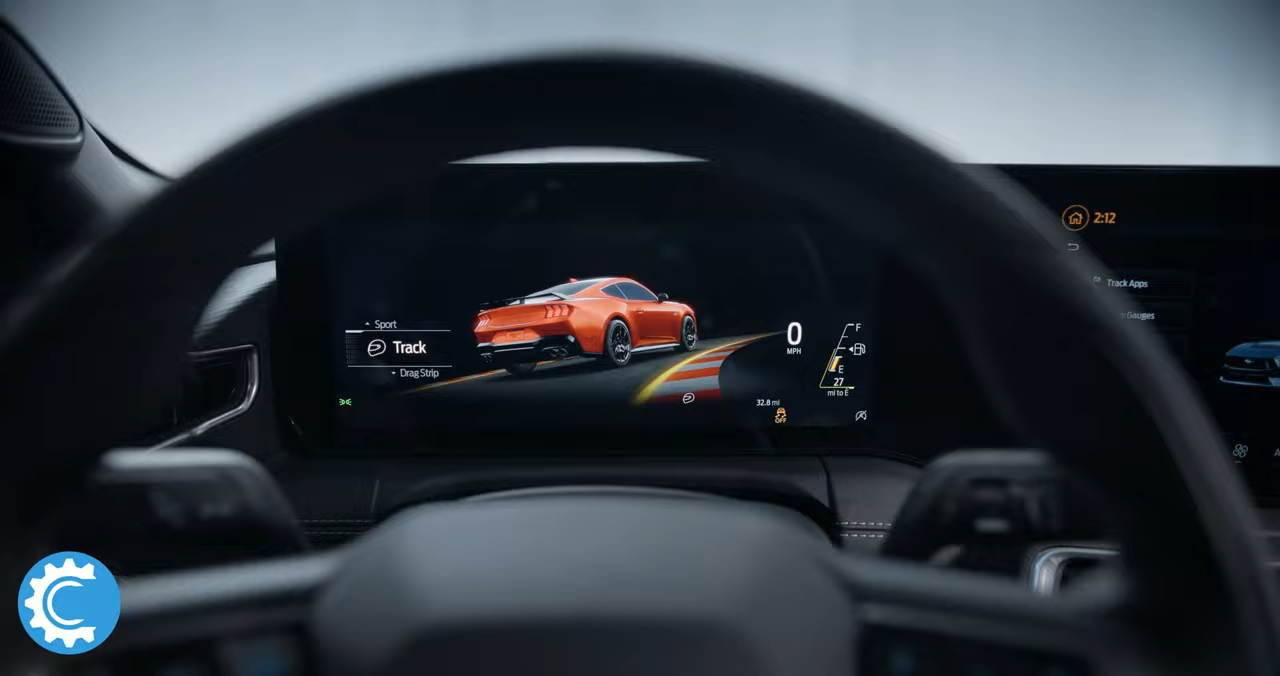 Sport
Track
Drag Strip
0
MPH
F
E
27
mi to E
32.8 mi
OFF
2:12
Track Apps
Gauges